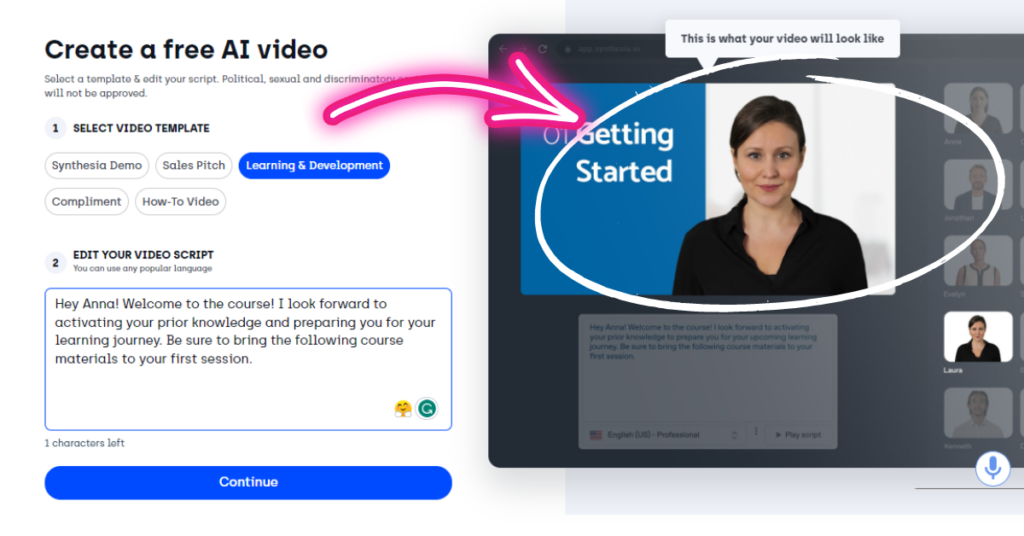 Create a free AI video
Select a template & edit your script. Political, sexual and discriminatory
will not be approved.
1 SELECT VIDEO TEMPLATE
Synthesia Demo
Sales Pitch
Learning & Development
Compliment
How-To Video
2 EDIT YOUR VIDEO SCRIPT
You can use any popular language
Hey Anna! Welcome to the course! I look forward to
activating your prior knowledge and preparing you for your
learning journey. Be sure to bring the following course
materials to your first session.
1 characters left
Continue
This is what your video will look like
app.synthesia.io
01 Getting
Started
Hey Anna! Welcome to the course! I look forward to activating
your prior knowledge to prepare you for your upcoming learning
journey. Be sure to bring the following course materials to your
first session.
English (US) - Professional
Play script
Anna
Jonathan
Evelyn
Laura
Kenneth